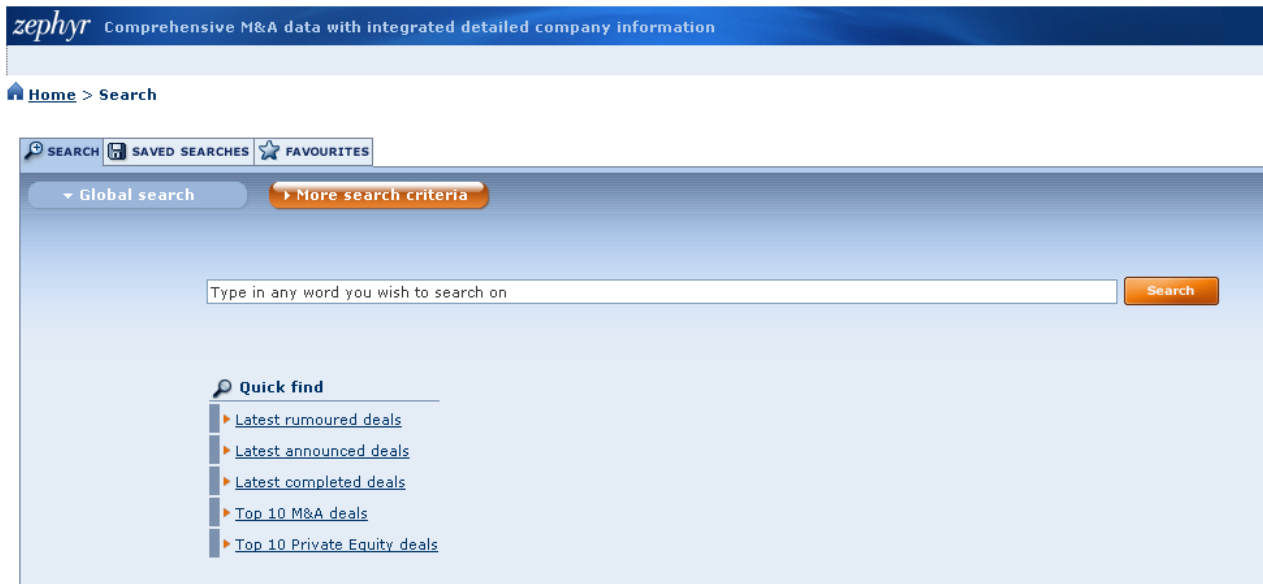 zephyr Comprehensive M&A data with integrated detailed company information
Home > Search
SEARCH SAVED SEARCHES FAVOURITES
Global search More search criteria
Type in any word you wish to search on Search
Quick find
Latest rumoured deals
Latest announced deals
Latest completed deals
Top 10 M&A deals
Top 10 Private Equity deals